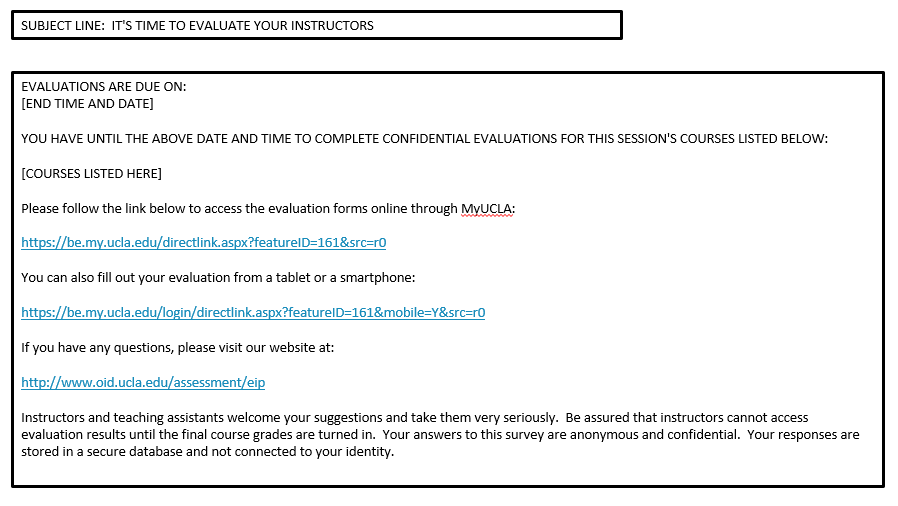 SUBJECT LINE:  IT'S TIME TO EVALUATE YOUR INSTRUCTORS
EVALUATIONS ARE DUE ON:
[END TIME AND DATE]
YOU HAVE UNTIL THE ABOVE DATE AND TIME TO COMPLETE CONFIDENTIAL EVALUATIONS FOR THIS SESSION'S COURSES LISTED BELOW:
[COURSES LISTED HERE]
Please follow the link below to access the evaluation forms online through MyUCLA:
https://be.my.ucla.edu/directlink.aspx?featureID=161&src=r0
You can also fill out your evaluation from a tablet or a smartphone:
https://be.my.ucla.edu/login/directlink.aspx?featureID=161&mobile=Y&src=r0
If you have any questions, please visit our website at:
http://www.oid.ucla.edu/assessment/eip
Instructors and teaching assistants welcome your suggestions and take them very seriously.  Be assured that instructors cannot access
evaluation results until the final course grades are turned in.  Your answers to this survey are anonymous and confidential.  Your responses are
stored in a secure database and not connected to your identity.